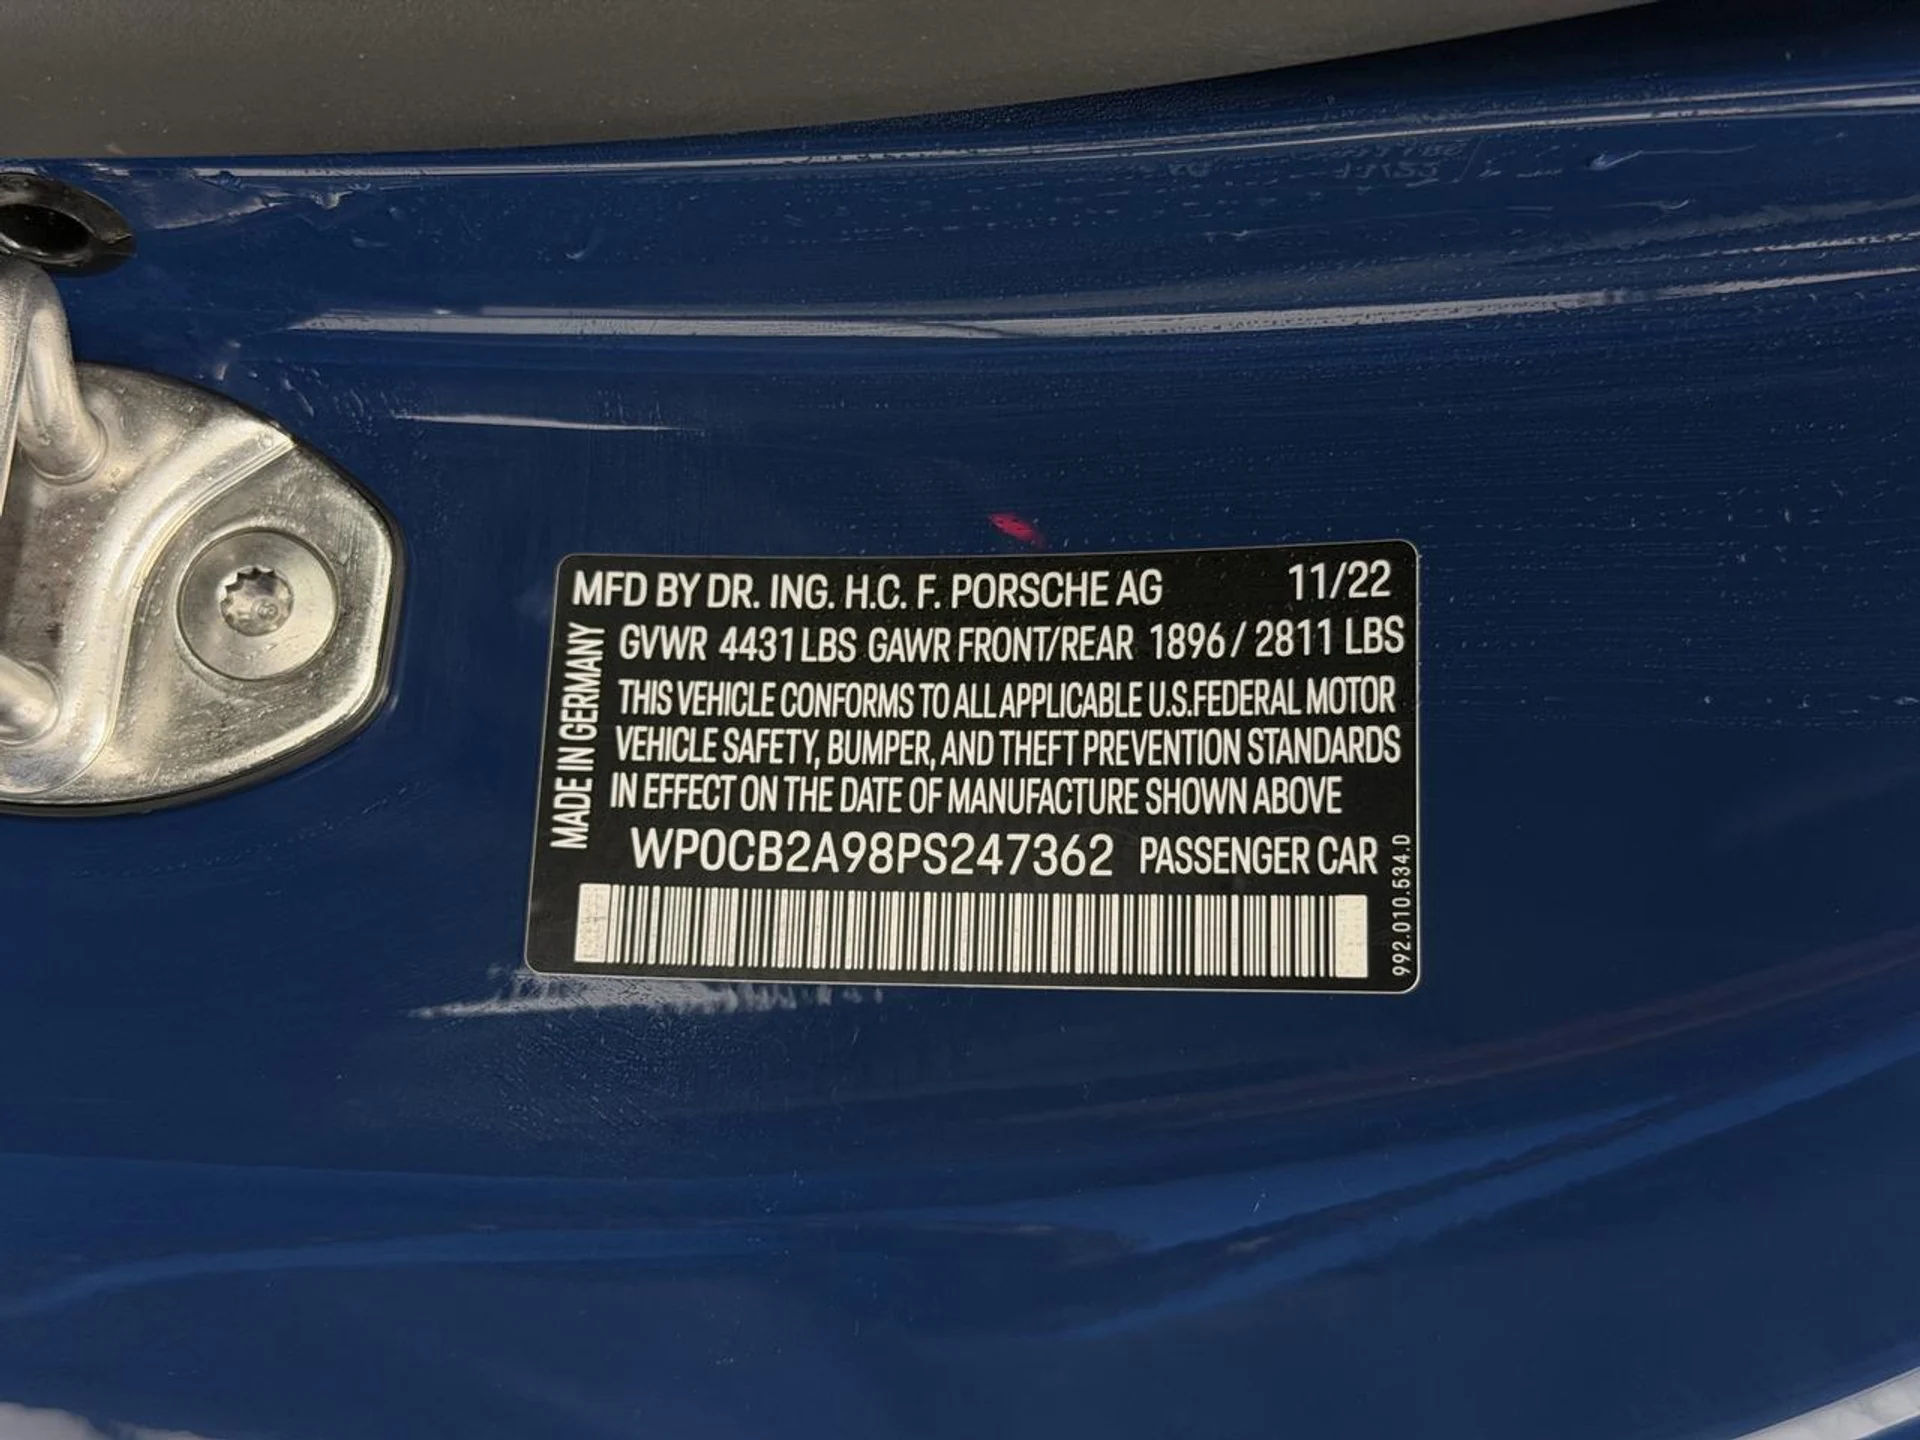 MFD BY DR. ING. H.C. F. PORSCHE AG 11/22
GVWR 4431 LBS GAWR FRONT/REAR 1896 / 2811 LBS
MADE IN GERMANY
THIS VEHICLE CONFORMS TO ALL APPLICABLE U.S.FEDERAL MOTOR
VEHICLE SAFETY, BUMPER, AND THEFT PREVENTION STANDARDS
IN EFFECT ON THE DATE OF MANUFACTURE SHOWN ABOVE
WP0CB2A98PS247362 PASSENGER CAR
992.010.534.D